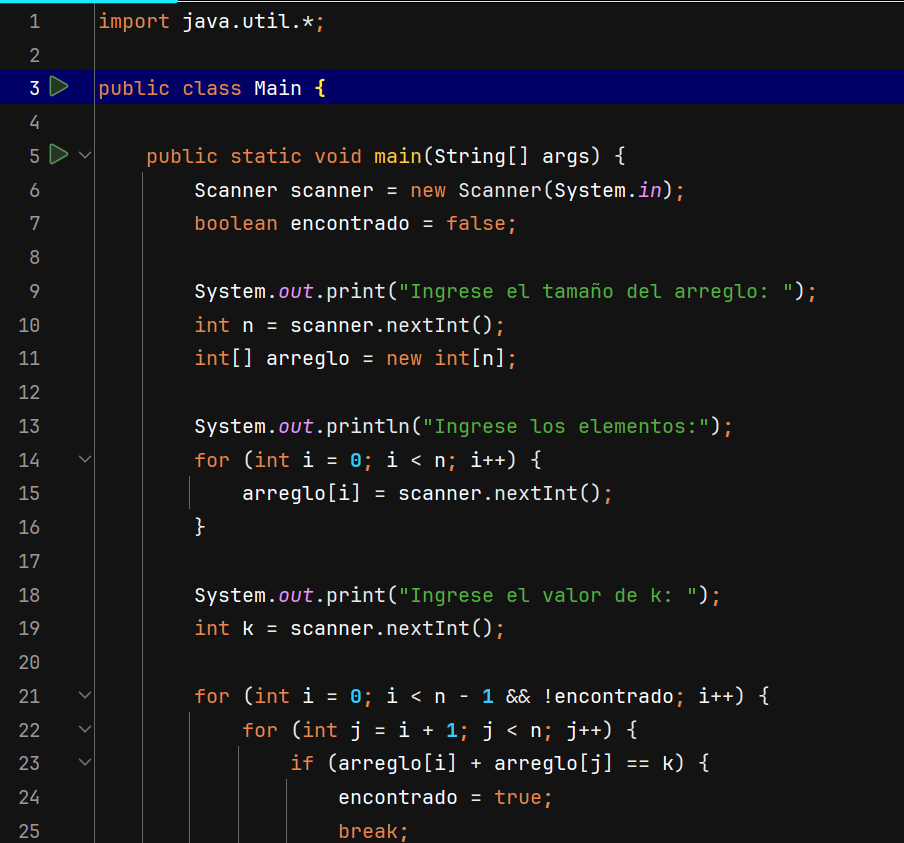 1 import java.util.*;
2
3 public class Main {
4
5     public static void main(String[] args) {
6         Scanner scanner = new Scanner(System.in);
7         boolean encontrado = false;
8
9         System.out.print("Ingrese el tamaño del arreglo: ");
10         int n = scanner.nextInt();
11         int[] arreglo = new int[n];
12
13         System.out.println("Ingrese los elementos:");
14         for (int i = 0; i < n; i++) {
15             arreglo[i] = scanner.nextInt();
16         }
17
18         System.out.print("Ingrese el valor de k: ");
19         int k = scanner.nextInt();
20
21         for (int i = 0; i < n - 1 && !encontrado; i++) {
22             for (int j = i + 1; j < n; j++) {
23                 if (arreglo[i] + arreglo[j] == k) {
24                     encontrado = true;
25                     break;